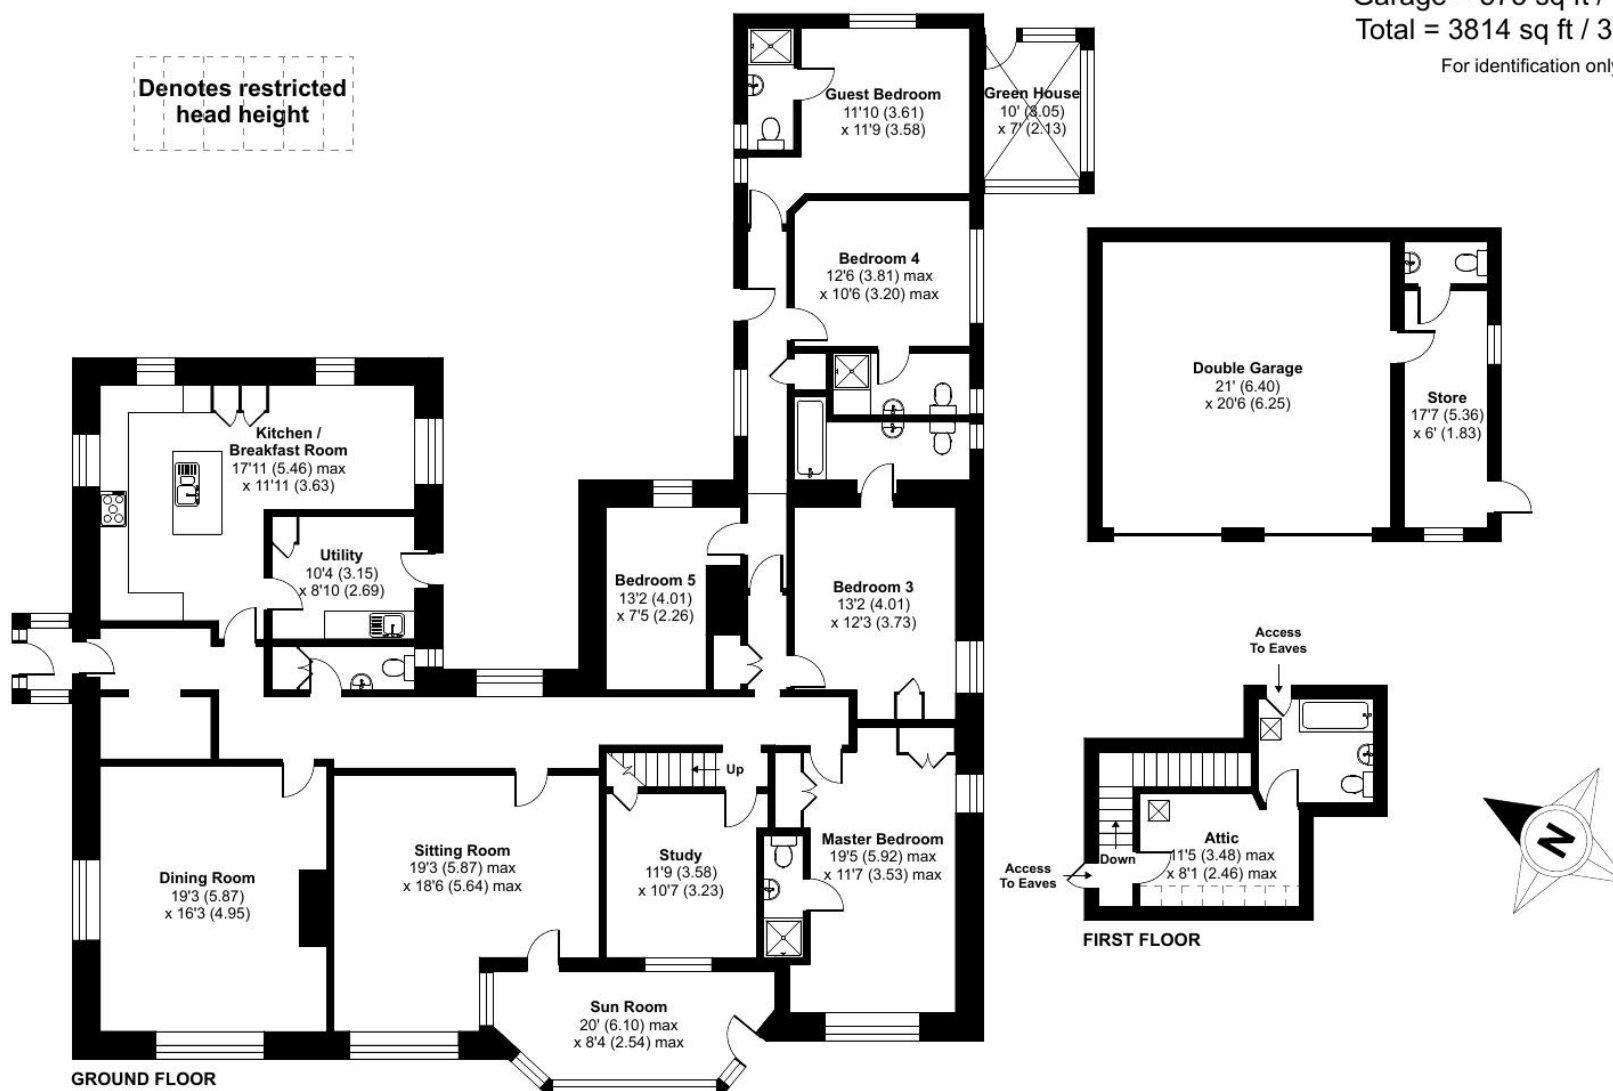 Garage = 576 sq ft /
Total = 3814 sq ft / 3
For identification only
Denotes restricted
head height
Guest Bedroom
11'10 (3.61)
x 11'9 (3.58)
Green House
10' (3.05)
x 7' (2.13)
Bedroom 4
12'6 (3.81) max
x 10'6 (3.20) max
Double Garage
21' (6.40)
x 20'6 (6.25)
Store
17'7 (5.36)
x 6' (1.83)
Kitchen /
Breakfast Room
17'11 (5.46) max
x 11'11 (3.63)
Utility
10'4 (3.15)
x 8'10 (2.69)
Bedroom 5
13'2 (4.01)
x 7'5 (2.26)
Bedroom 3
13'2 (4.01)
x 12'3 (3.73)
Access
To Eaves
Up
Dining Room
19'3 (5.87)
x 16'3 (4.95)
Sitting Room
19'3 (5.87) max
x 18'6 (5.64) max
Study
11'9 (3.58)
x 10'7 (3.23)
Master Bedroom
19'5 (5.92) max
x 11'7 (3.53) max
Access
To Eaves
Down
Attic
11'5 (3.48) max
x 8'1 (2.46) max
N
FIRST FLOOR
Sun Room
20' (6.10) max
x 8'4 (2.54) max
GROUND FLOOR